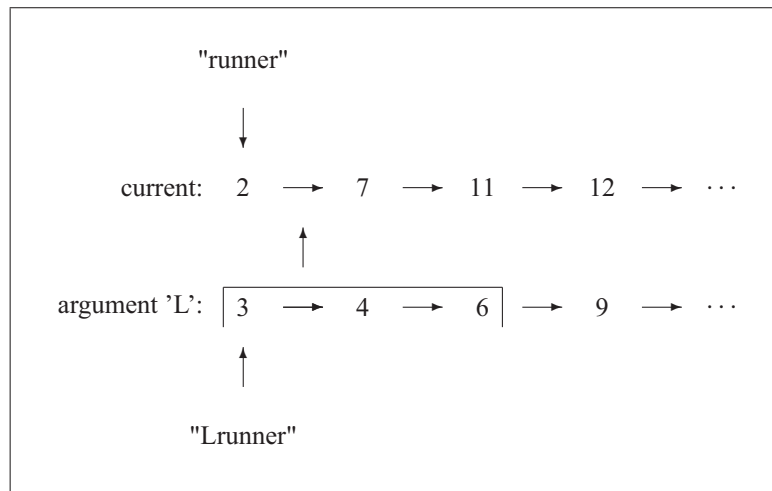 "runner"
current: 2 7 11 12 · · ·
argument 'L': 3 4 6 9 · · ·
"Lrunner"